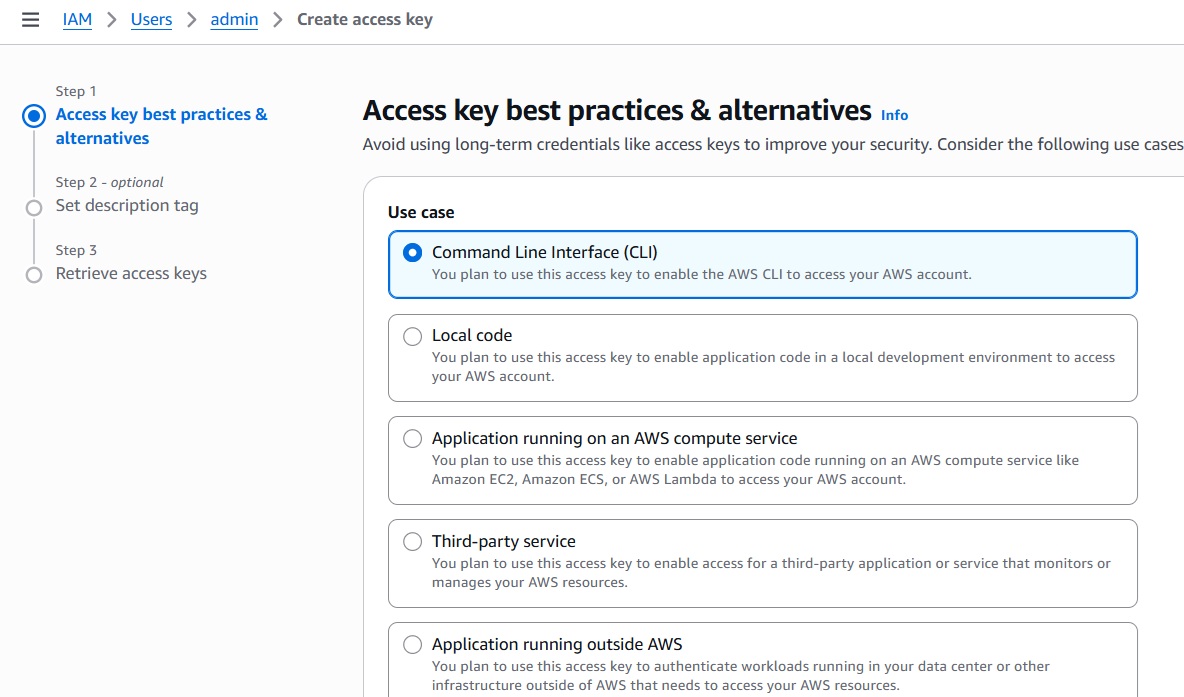 IAM > Users > admin > Create access key
Step 1
Access key best practices &
alternatives
Step 2 - optional
Set description tag
Step 3
Retrieve access keys
Access key best practices & alternatives Info
Avoid using long-term credentials like access keys to improve your security. Consider the following use cases
Use case
Command Line Interface (CLI)
You plan to use this access key to enable the AWS CLI to access your AWS account.
Local code
You plan to use this access key to enable application code in a local development environment to access
your AWS account.
Application running on an AWS compute service
You plan to use this access key to enable application code running on an AWS compute service like
Amazon EC2, Amazon ECS, or AWS Lambda to access your AWS account.
Third-party service
You plan to use this access key to enable access for a third-party application or service that monitors or
manages your AWS resources.
Application running outside AWS
You plan to use this access key to authenticate workloads running in your data center or other
infrastructure outside of AWS that needs to access your AWS resources.